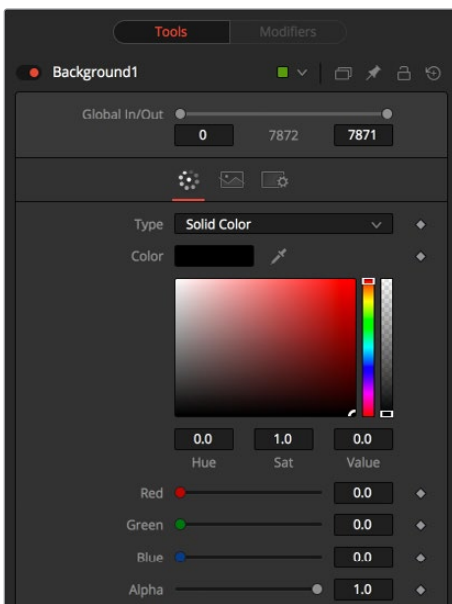 Tools Modifiers
Background1
Global In/Out
0 7872 7871
Type Solid Color
Color
0.0 1.0 0.0
Hue Sat Value
Red 0.0
Green 0.0
Blue 0.0
Alpha 1.0